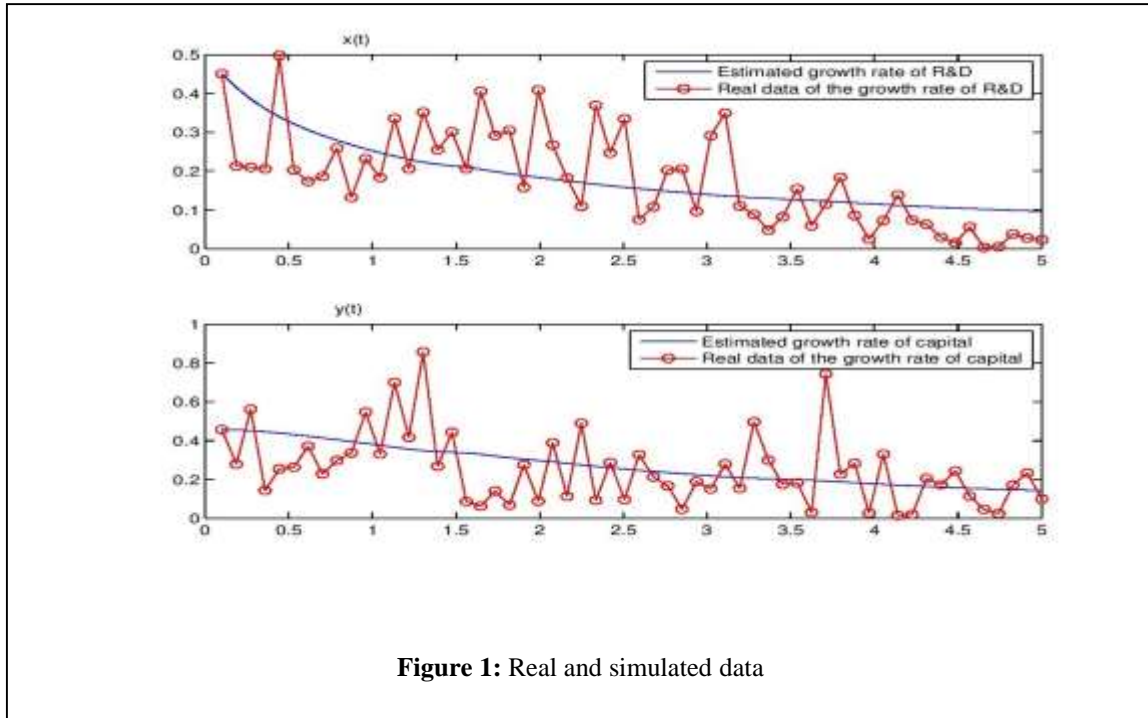 x(t)
0.5
0.4
0.3
0.2
0.1
0
Estimated growth rate of R&D
Real data of the growth rate of R&D
0 0.5 1 1.5 2 2.5 3 3.5 4 4.5 5
y(t)
1
0.8
0.6
0.4
0.2
0
Estimated growth rate of capital
Real data of the growth rate of capital
0 0.5 1 1.5 2 2.5 3 3.5 4 4.5 5
Figure 1: Real and simulated data